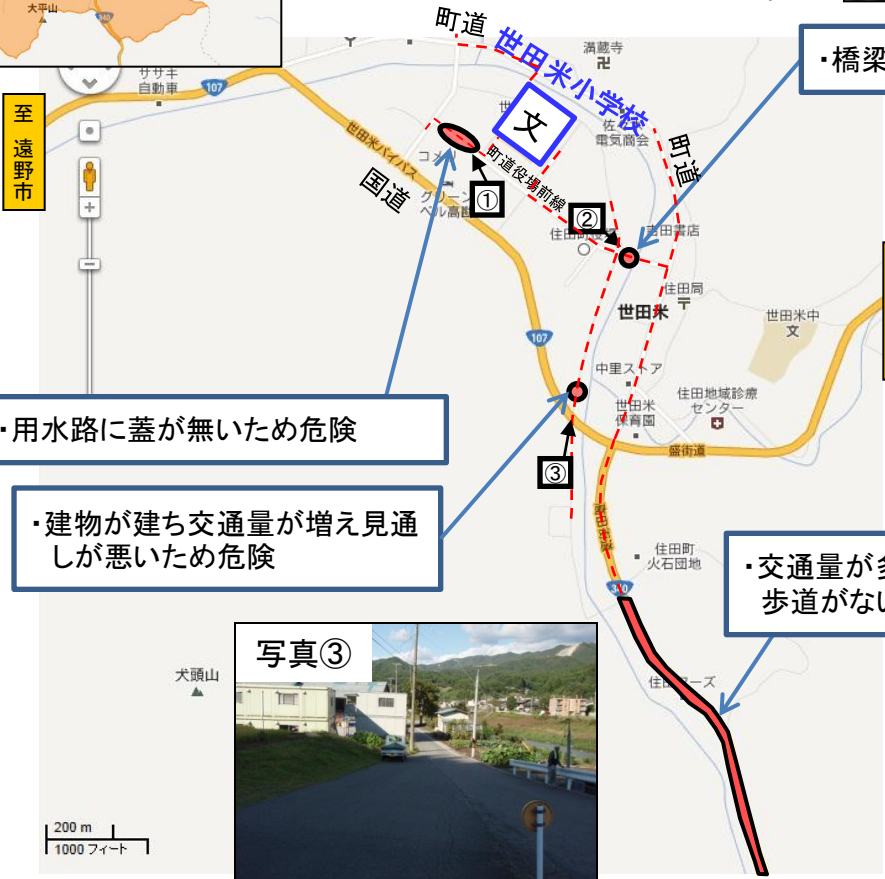 大平山
340
町道
世田米小学校
満蔵寺
・橋梁
ササキ
自動車
107
至
遠野市
文
電気商会
世田米バイパス
コメリ
町道役場前線
町道
国道
①
グリーン
ベル高
②
吉田書店
住田局
世田米
世田米中
文
107
中里ストア
住田地域診療
センター
世田米
保育園
・用水路に蓋が無いため危険
盛街道
③
・建物が建ち交通量が増え見通
しが悪いため危険
住田町
火石団地
340
・交通量が多
歩道がない
写真③
犬頭山
200 m
1000 フィート